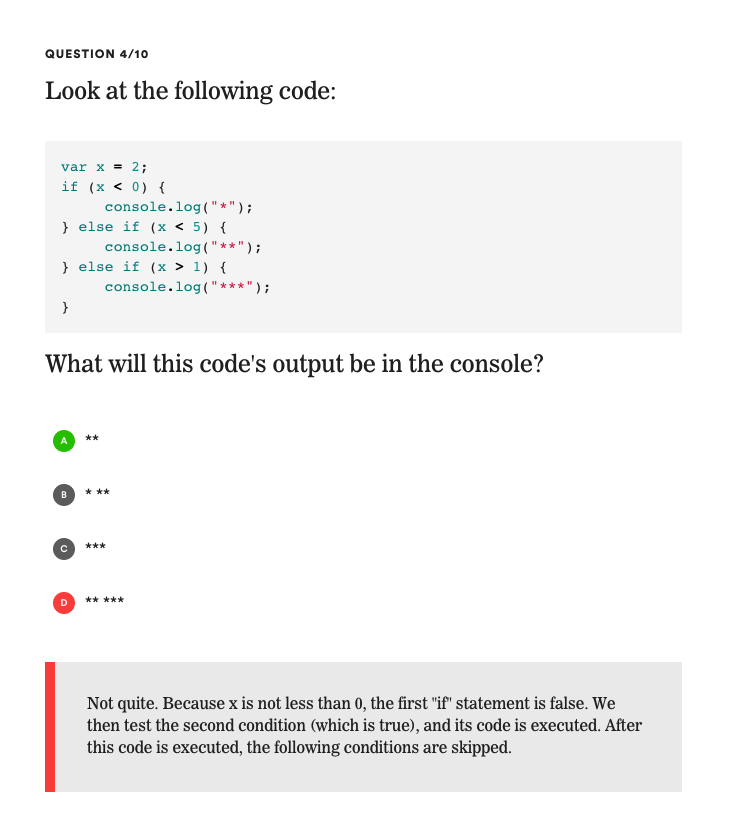 QUESTION 4/10
Look at the following code:
var x = 2;
if (x < 0) {
     console.log("*");
} else if (x < 5) {
     console.log("**");
} else if (x > 1) {
     console.log("***");
}
What will this code's output be in the console?
A **
B * **
C ***
D ** ***
Not quite. Because x is not less than 0, the first "if" statement is false. We
then test the second condition (which is true), and its code is executed. After
this code is executed, the following conditions are skipped.